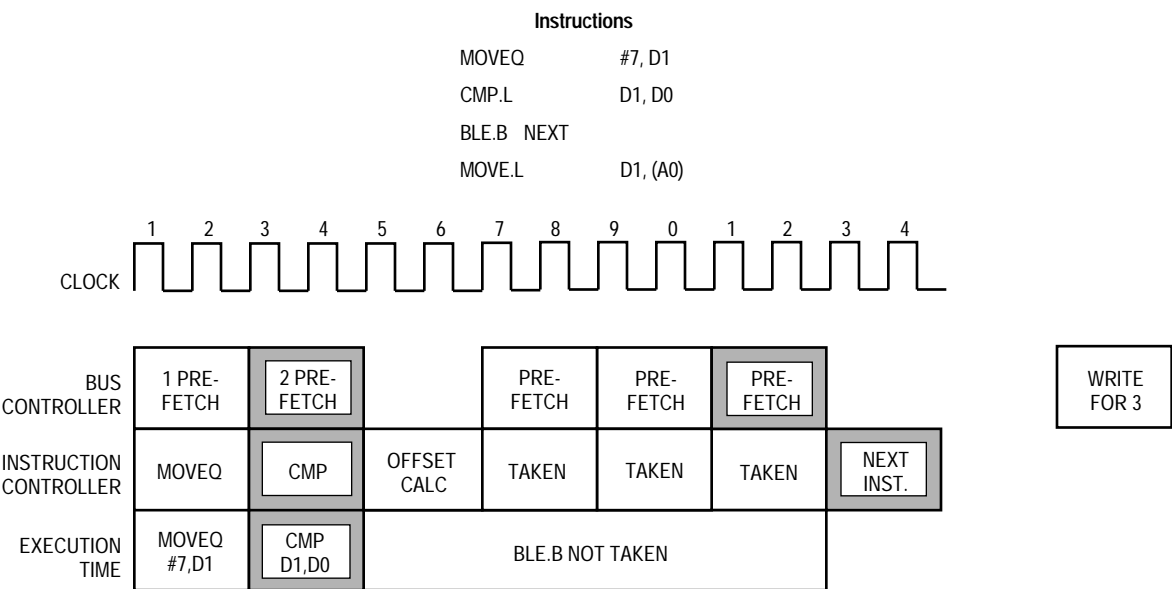 Instructions
MOVEQ #7, D1
CMP.L D1, D0
BLE.B NEXT
MOVE.L D1, (A0)
1 2 3 4 5 6 7 8 9 0 1 2 3 4
CLOCK
BUS
CONTROLLER
1 PRE-
FETCH
2 PRE-
FETCH
PRE-
FETCH
PRE-
FETCH
PRE-
FETCH
WRITE
FOR 3
INSTRUCTION
CONTROLLER
MOVEQ
CMP
OFFSET
CALC
TAKEN
TAKEN
TAKEN
NEXT
INST.
EXECUTION
TIME
MOVEQ
#7,D1
CMP
D1,D0
BLE.B NOT TAKEN